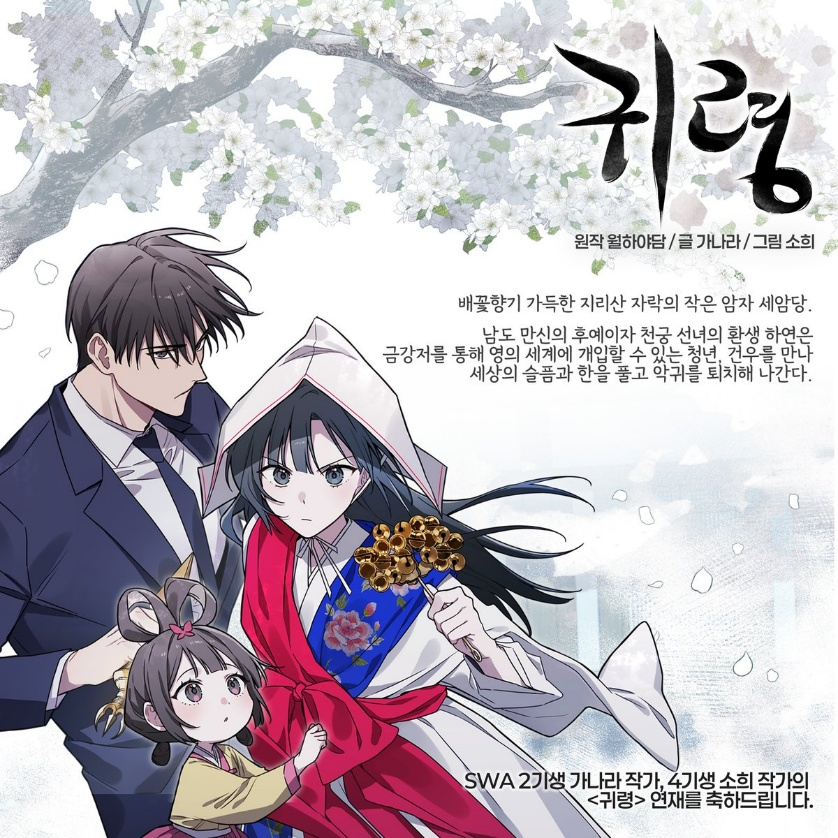 귀령
원작 월하야담 / 글 가나라 / 그림 소희
배꽃향기 가득한 지리산 자락의 작은 암자 세암당.
남도 만신의 후예이자 천궁 선녀의 환생 하연은
금강저를 통해 영의 세계에 개입할 수 있는 청년, 건우를 만나
세상의 슬픔과 한을 풀고 악귀를 퇴치해 나간다.
SWA 2기생 가나라 작가, 4기생 소희 작가의
<귀령> 연재를 축하드립니다.